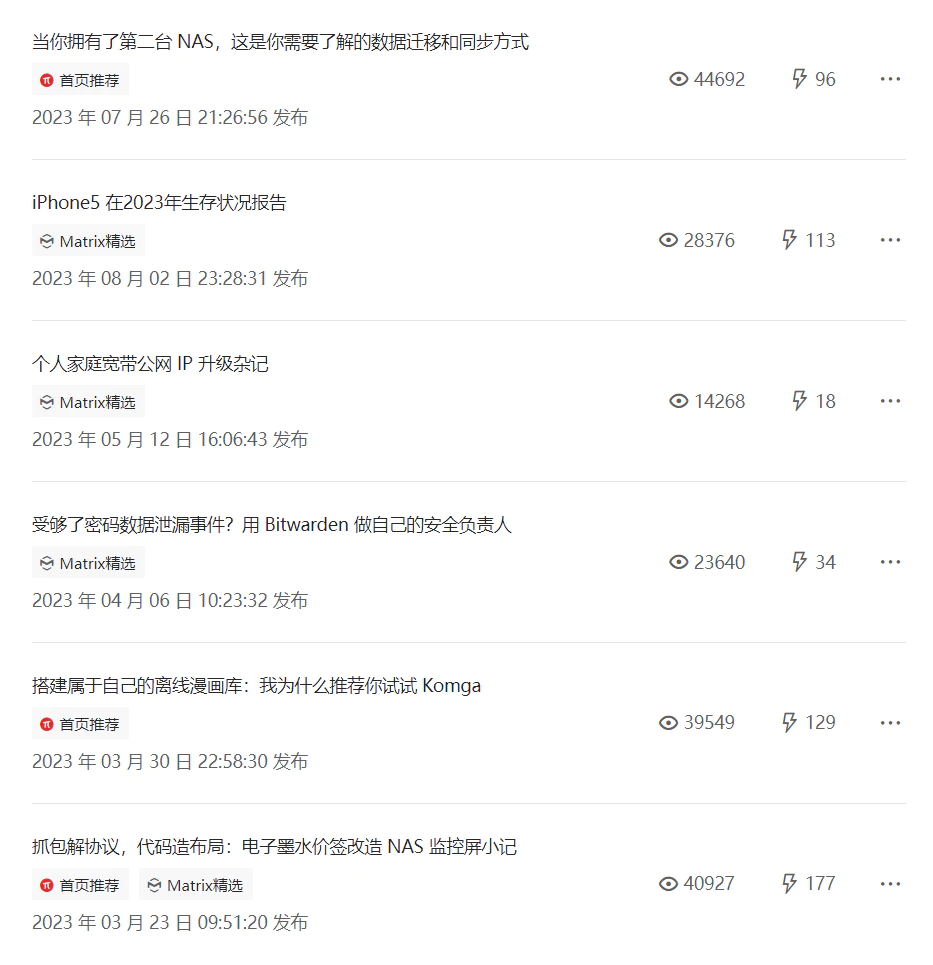 当你拥有了第二台 NAS，这是你需要了解的数据迁移和同步方式
首页推荐
44692 96
2023 年 07 月 26 日 21:26:56 发布
iPhone5 在2023年生存状况报告
Matrix精选
28376 113
2023 年 08 月 02 日 23:28:31 发布
个人家庭宽带公网 IP 升级杂记
Matrix精选
14268 18
2023 年 05 月 12 日 16:06:43 发布
受够了密码数据泄漏事件？用 Bitwarden 做自己的安全负责人
Matrix精选
23640 34
2023 年 04 月 06 日 10:23:32 发布
搭建属于自己的离线漫画库：我为什么推荐你试试 Komga
首页推荐
39549 129
2023 年 03 月 30 日 22:58:30 发布
抓包解协议，代码造布局：电子墨水价签改造 NAS 监控屏小记
首页推荐 Matrix精选
40927 177
2023 年 03 月 23 日 09:51:20 发布